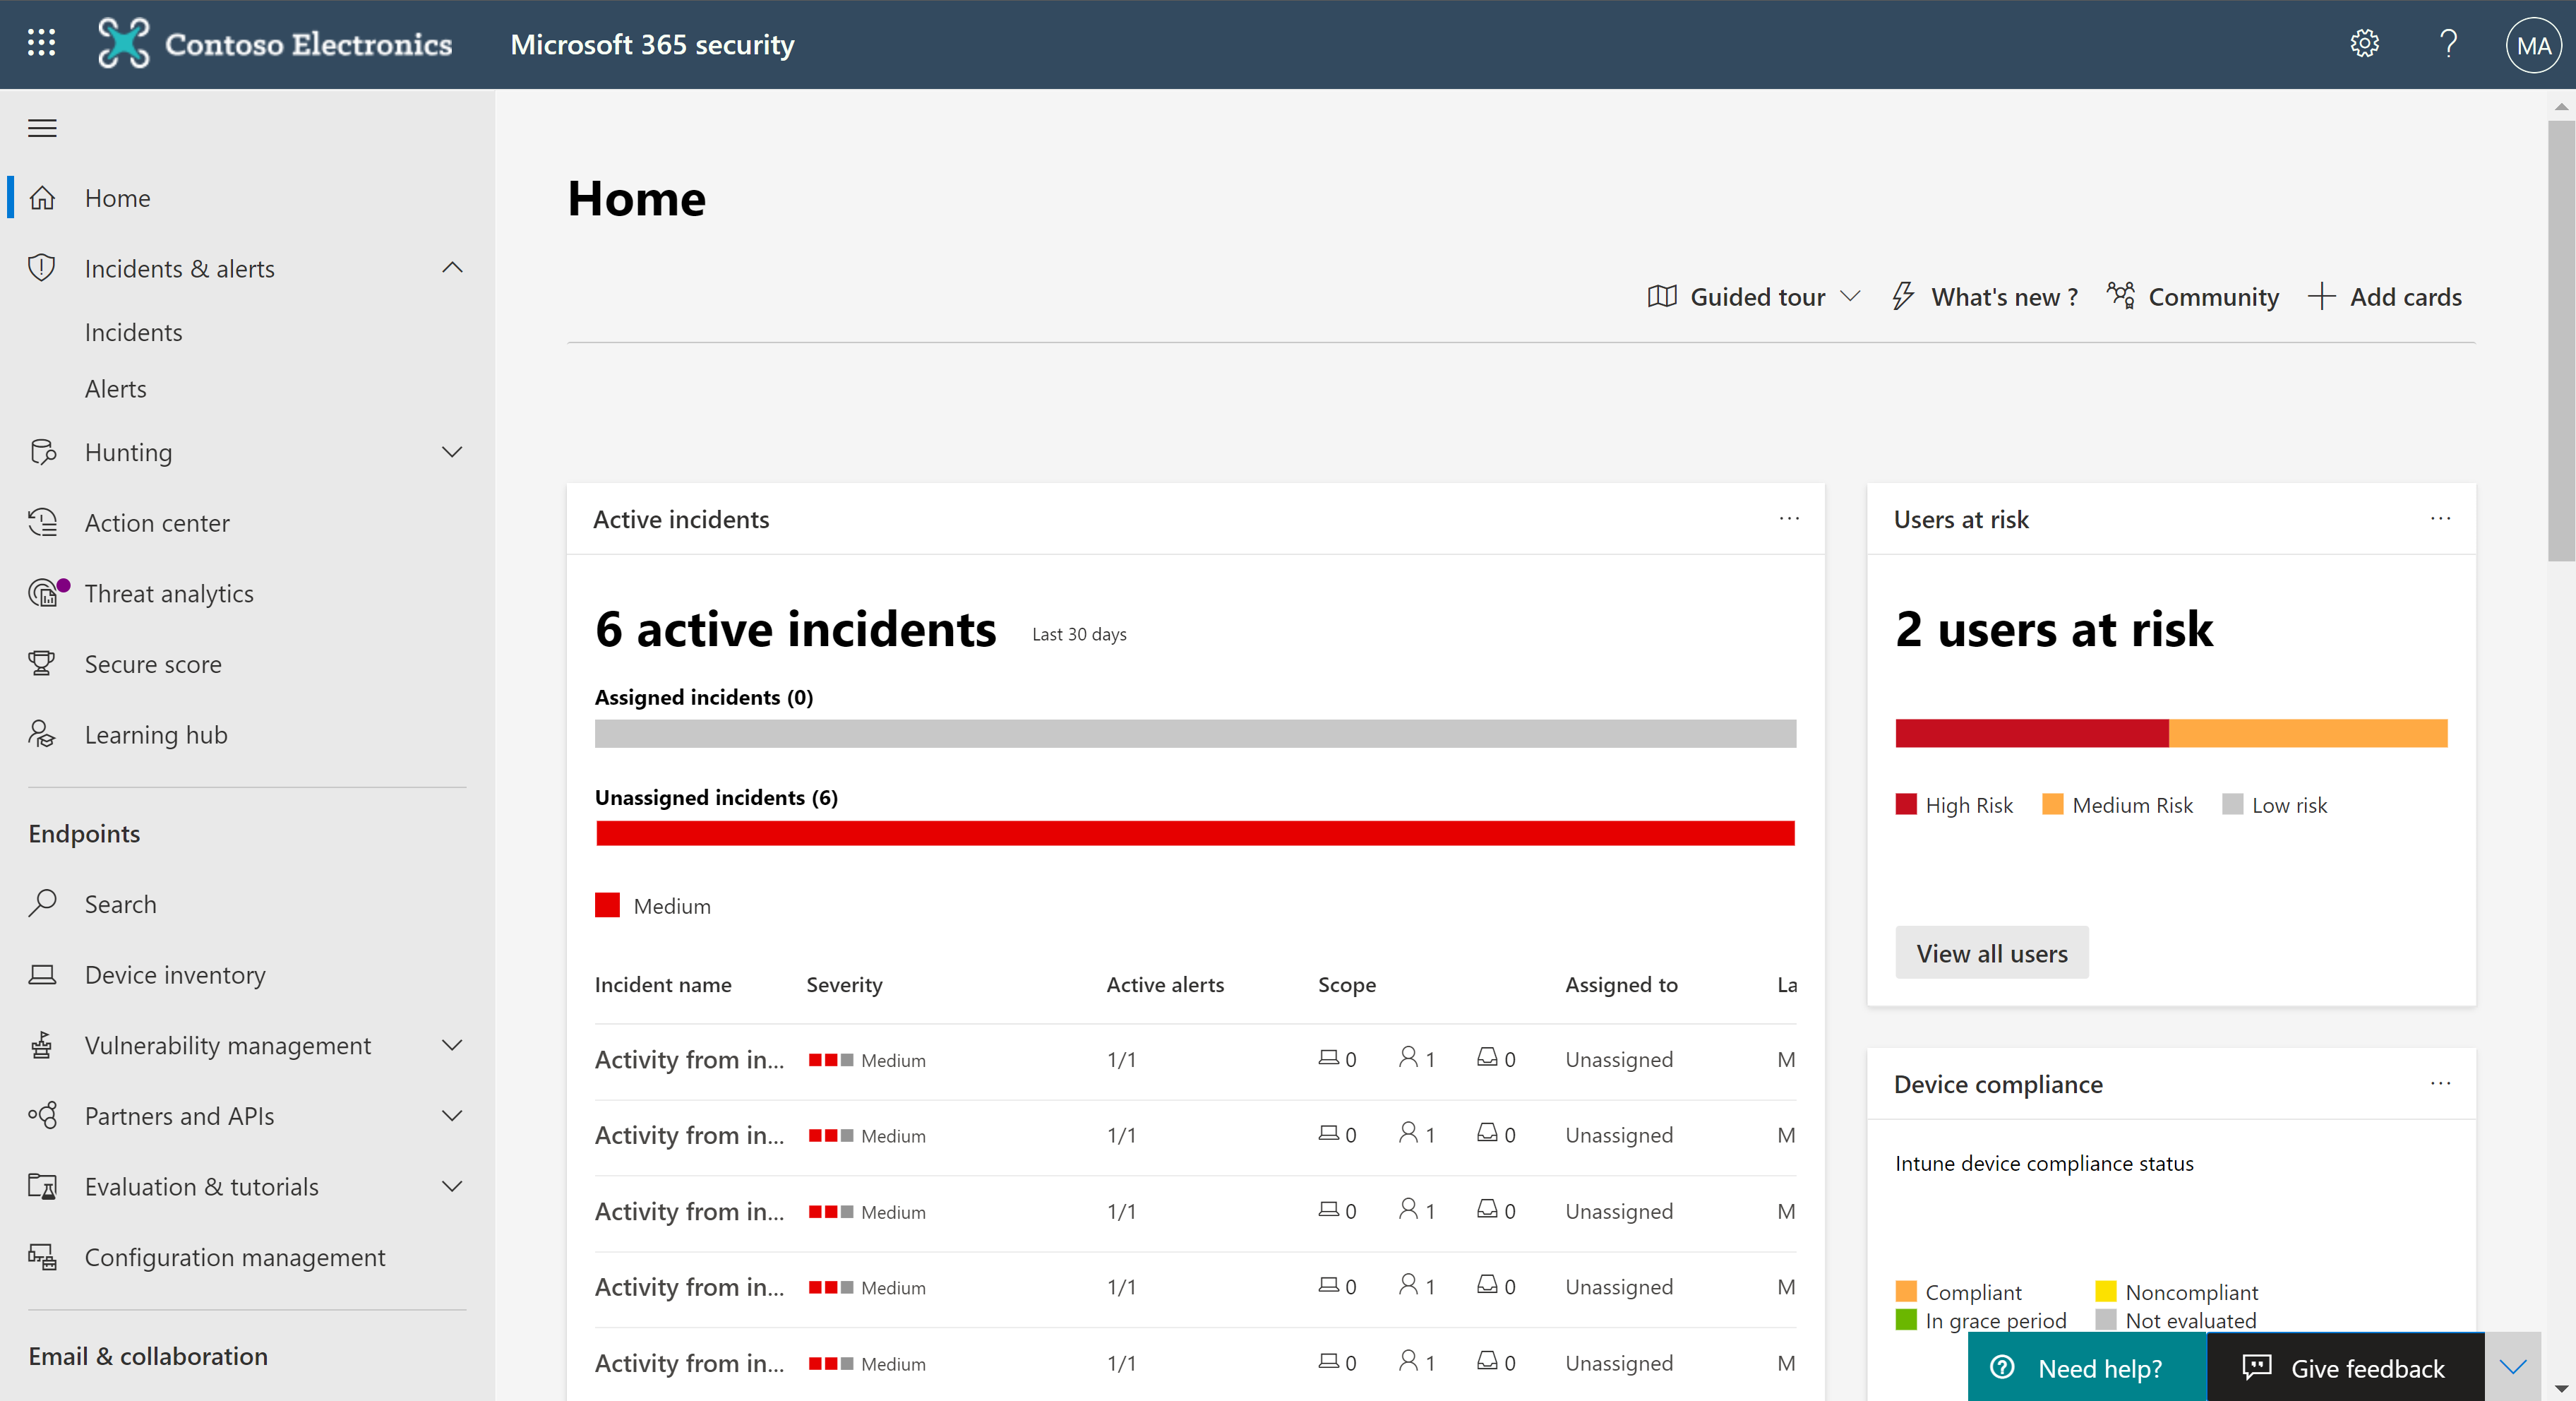 Contoso Electronics
Microsoft 365 security
MA
Home
Incidents & alerts
Incidents
Alerts
Hunting
Action center
Threat analytics
Secure score
Learning hub
Endpoints
Search
Device inventory
Vulnerability management
Partners and APIs
Evaluation & tutorials
Configuration management
Email & collaboration
Home
Guided tour What's new ? Community Add cards
Active incidents ...
6 active incidents Last 30 days
Assigned incidents (0)
Unassigned incidents (6)
Medium
Incident name Severity Active alerts Scope Assigned to La
Activity from in... Medium 1/1 0 1 0 Unassigned M
Activity from in... Medium 1/1 0 1 0 Unassigned M
Activity from in... Medium 1/1 0 1 0 Unassigned M
Activity from in... Medium 1/1 0 1 0 Unassigned M
Activity from in... Medium 1/1 0 1 0 Unassigned M
Users at risk ...
2 users at risk
High Risk Medium Risk Low risk
View all users
Device compliance ...
Intune device compliance status
Compliant Noncompliant
In grace period Not evaluated
Need help? Give feedback